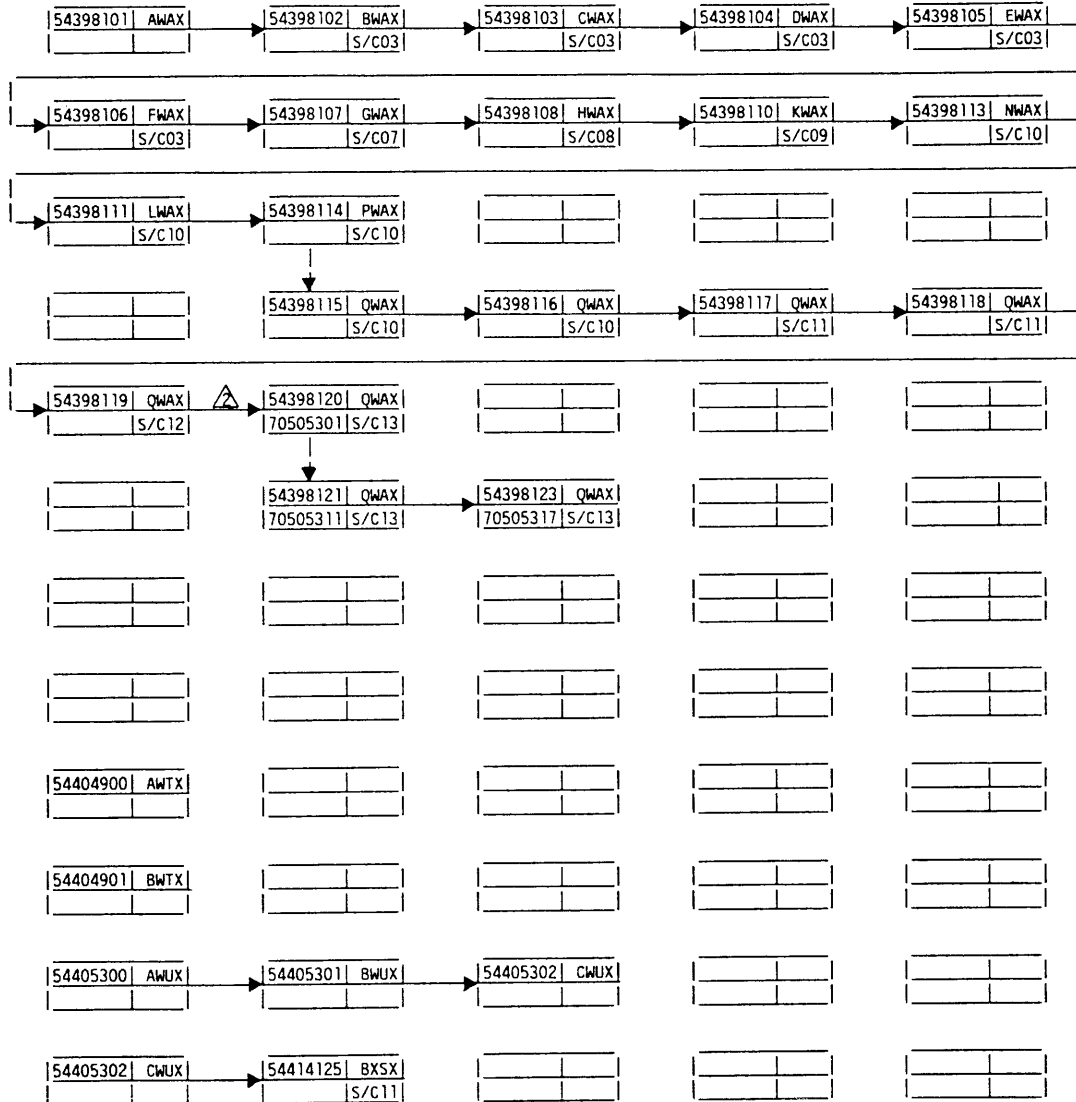 54398101 AWAX 54398102 BWAX 54398103 CWAX 54398104 DWAX 54398105 EWAX
S/C03 S/C03 S/C03 S/C03
54398106 FWAX 54398107 GWAX 54398108 HWAX 54398110 KWAX 54398113 NWAX
S/C03 S/C07 S/C08 S/C09 S/C10
54398111 LWAX 54398114 PWAX
S/C10 S/C10
54398115 QWAX 54398116 QWAX 54398117 QWAX 54398118 QWAX
S/C10 S/C10 S/C11 S/C11
54398119 QWAX 2 54398120 QWAX
S/C12 70505301 S/C13
54398121 QWAX 54398123 QWAX
70505311 S/C13 70505317 S/C13
54404900 AWTX
54404901 BWTX
54405300 AWUX 54405301 BWUX 54405302 CWUX
54405302 CWUX 54414125 BXSX
S/C11